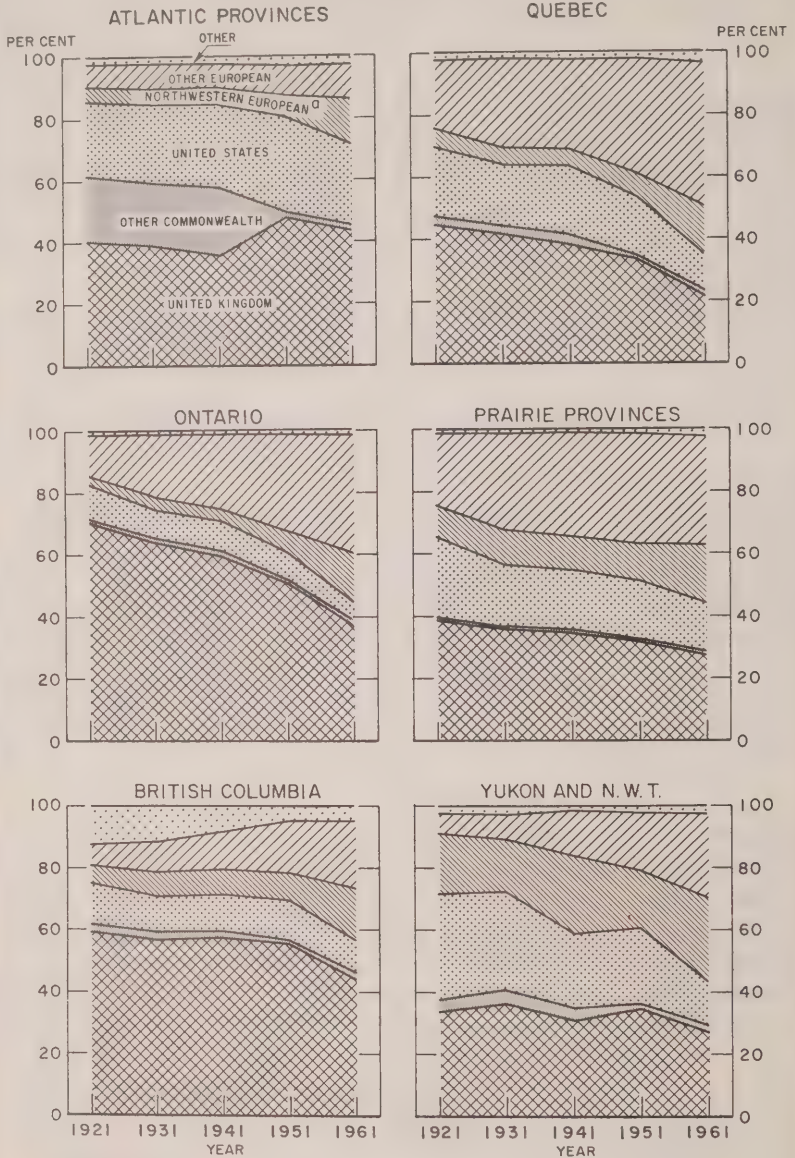 ATLANTIC PROVINCES
QUEBEC
PER CENT
OTHER
PER CENT
100
OTHER EUROPEAN
NORTHWESTERN EUROPEANᵃ
80
UNITED STATES
60
OTHER COMMONWEALTH
40
UNITED KINGDOM
20
0
100
80
60
40
20
0
ONTARIO
PRAIRIE PROVINCES
100
80
60
40
20
0
100
80
60
40
20
0
BRITISH COLUMBIA
YUKON AND N.W.T.
100
80
60
40
20
0
100
80
60
40
20
0
1921 1931 1941 1951 1961
YEAR
1921 1931 1941 1951 1961
YEAR